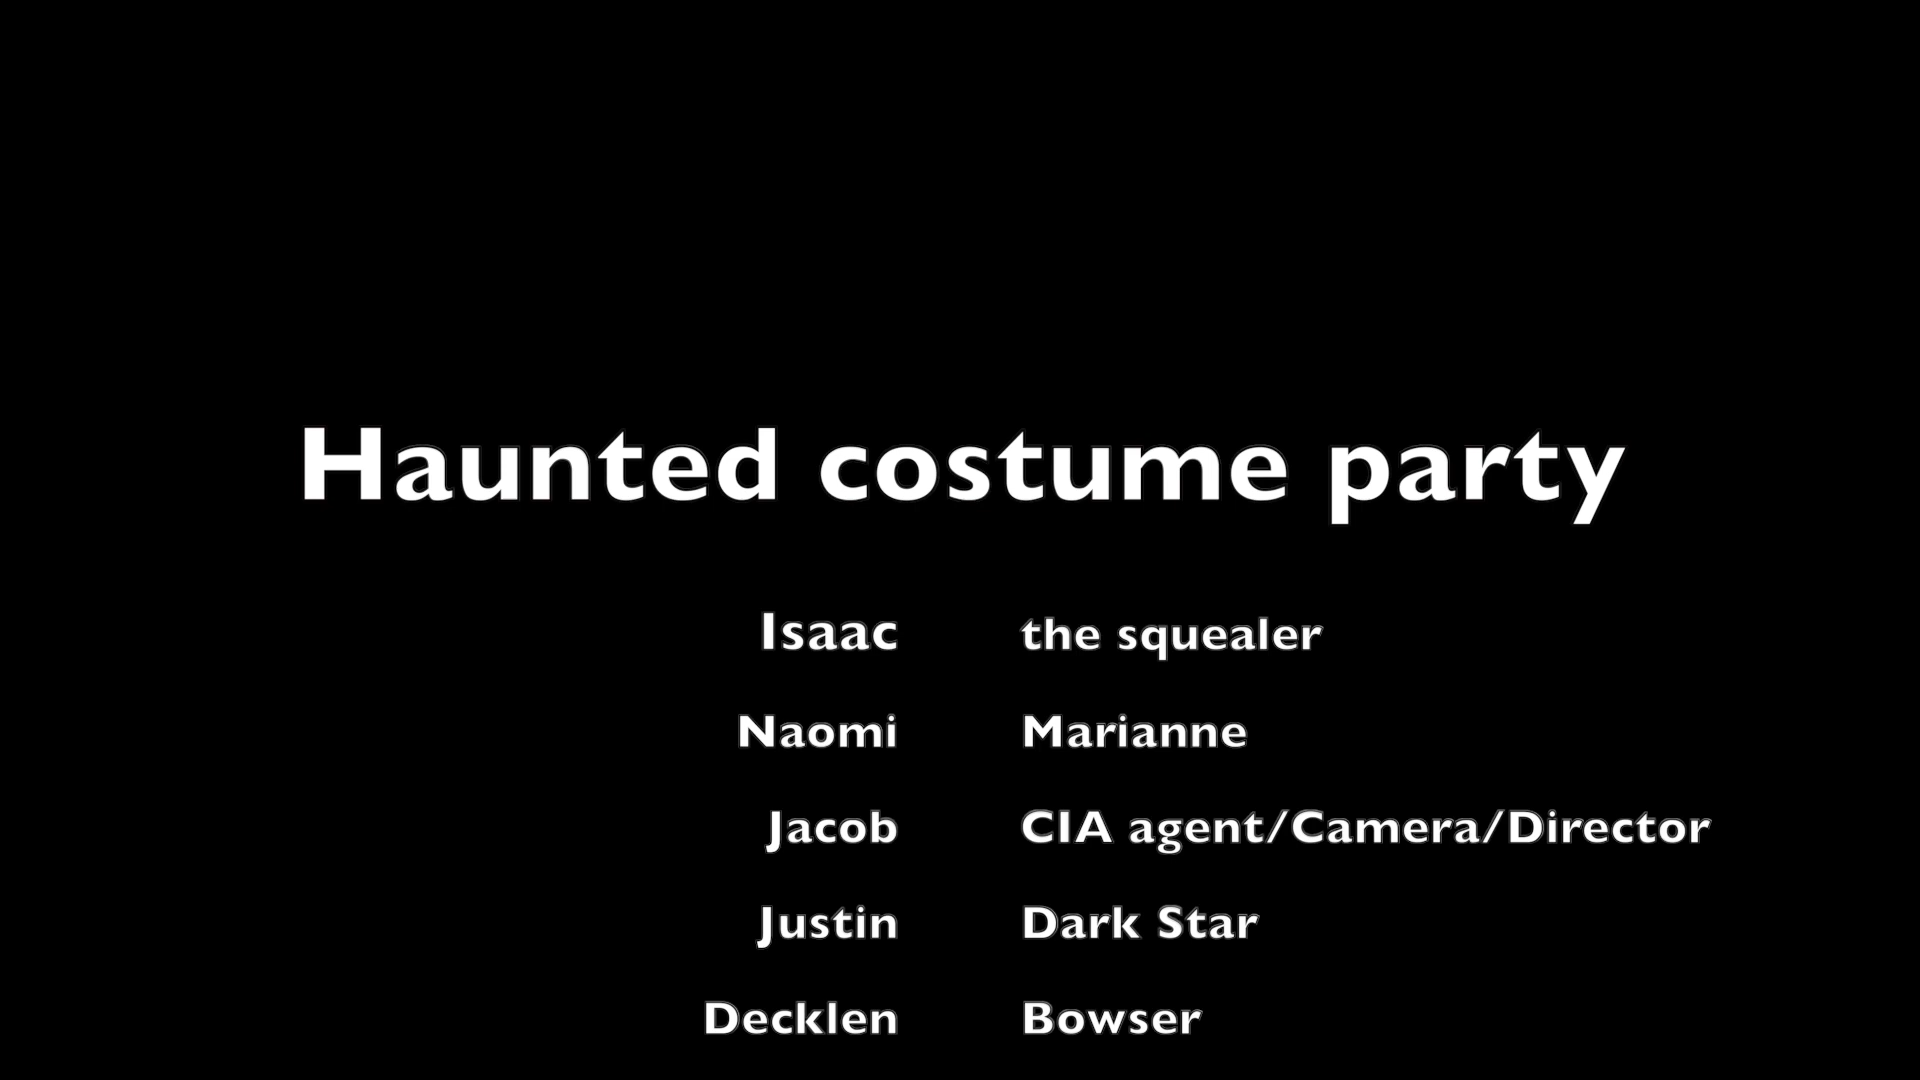 Haunted costume party
Isaac the squealer
Naomi Marianne
Jacob CIA agent/Camera/Director
Justin Dark Star
Decklen Bowser